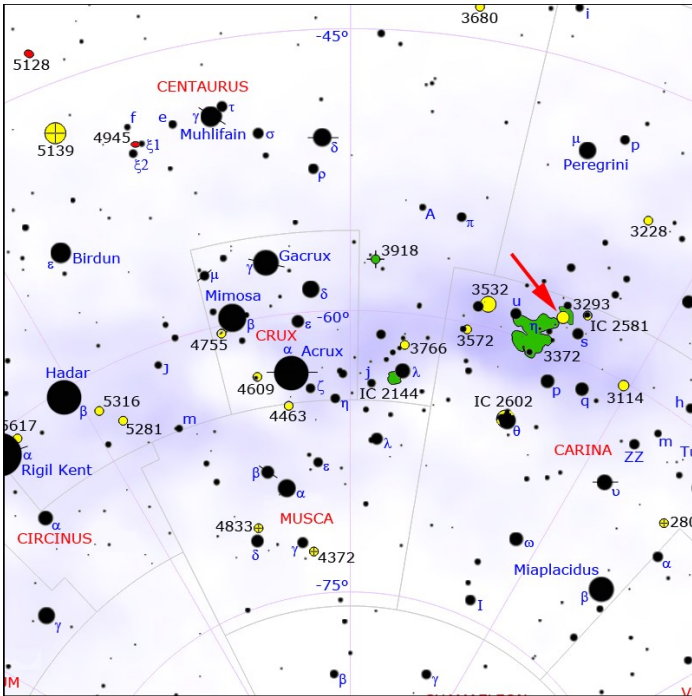 3680
i
-45°
5128
CENTAURUS
τ
γ
Muhlifain
f
e
σ
4945
ξ1
5139
ξ2
δ
μ
p
Peregrini
ρ
A
π
3228
Birdun
ε
Gacrux
γ
3918
μ
δ
Mimosa
β
-60°
ε
3532
u
3293
IC 2581
η
s
4755
CRUX
3572
3766
3372
α
Acrux
J
Hadar
4609
ζ
j
λ
IC 2144
p
q
3114
β
5316
5281
4463
η
IC 2602
θ
h
m
5617
α
Rigil Kent
λ
CARINA
ZZ
m
Tu
β
ε
α
υ
α
CIRCINUS
MUSCA
4833
δ
γ
4372
280
ω
α
-75°
Miaplacidus
β
I
γ
β
γ
UM